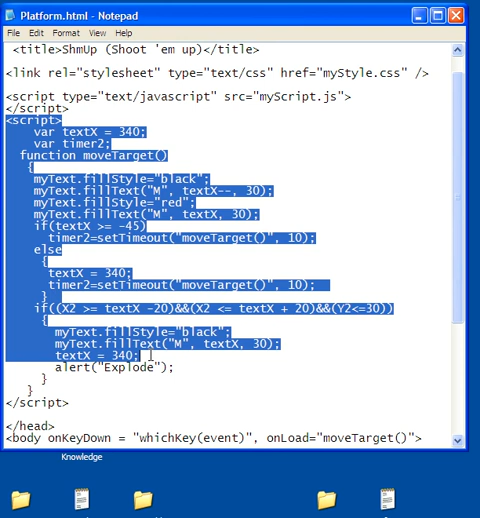 Platform.html - Notepad
File Edit Format View Help
<title>ShmUp (Shoot 'em up)</title>
<link rel="stylesheet" type="text/css" href="myStyle.css" />
<script type="text/javascript" src="myScript.js">
</script>
<script>
var textX = 340;
var timer2;
function moveTarget()
{
myText.fillStyle="black";
myText.fillText("M", textX--, 30);
myText.fillStyle="red";
myText.fillText("M", textX, 30);
if(textX >= -45)
timer2=setTimeout("moveTarget()", 10);
else
{
textX = 340;
timer2=setTimeout("moveTarget()", 10);
}
if((X2 >= textX -20)&&(X2 <= textX + 20)&&(Y2<=30))
{
myText.fillStyle="black";
myText.fillText("M", textX, 30);
textX = 340;
alert("Explode");
}
}
</script>
</head>
<body onKeyDown = "whichKey(event)", onLoad="moveTarget()">
Knowledge